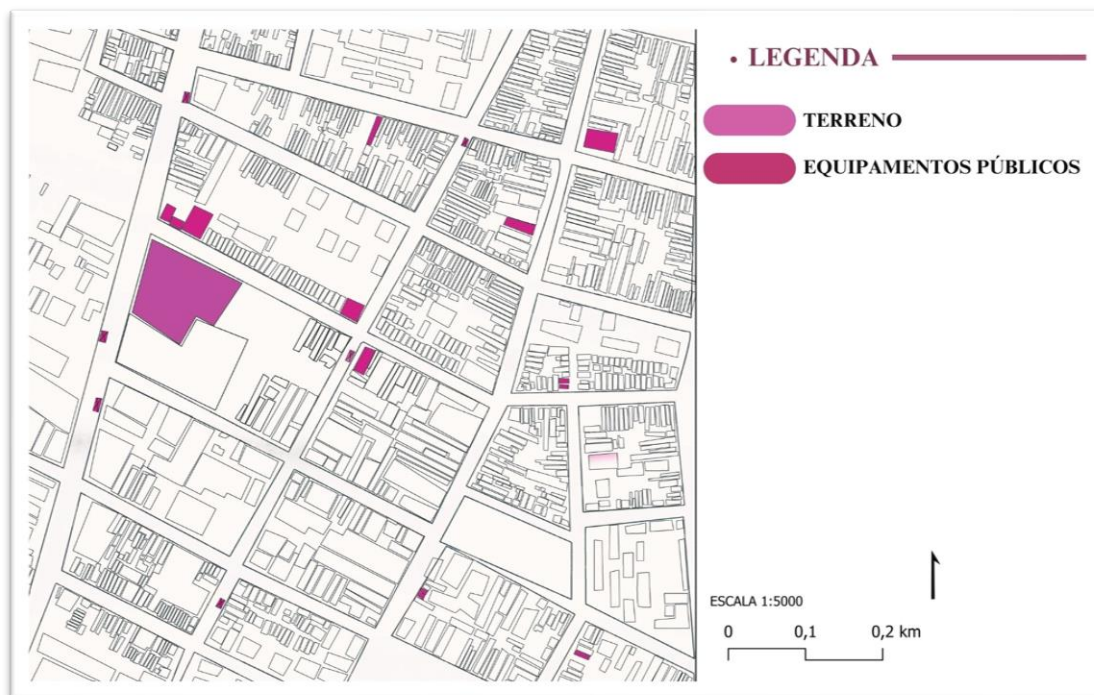 • LEGENDA
TERRENO
EQUIPAMENTOS PÚBLICOS
ESCALA 1:5000
0 0,1 0,2 km